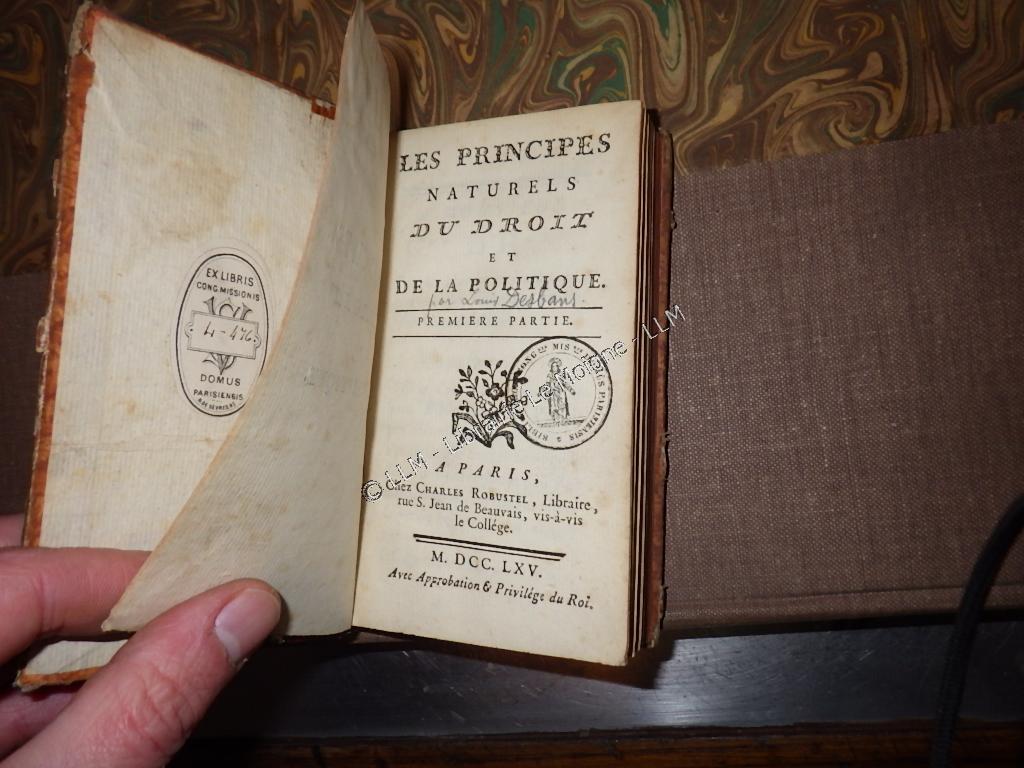 EX LIBRIS
CONG. MISSIONIS
L-476
DOMUS
PARISIENSIS
LES PRINCIPES
NATURELS
DU DROIT
ET
DE LA POLITIQUE.
par Louis Desbans.
PREMIERE PARTIE.
© LLM - Librairie Le Moigne - LLM
A PARIS,
chez CHARLES ROBUSTEL, Libraire,
rue S. Jean de Beauvais, vis-à-vis
le Collége.
M. DCC. LXV.
Avec Approbation & Privilége du Roi.